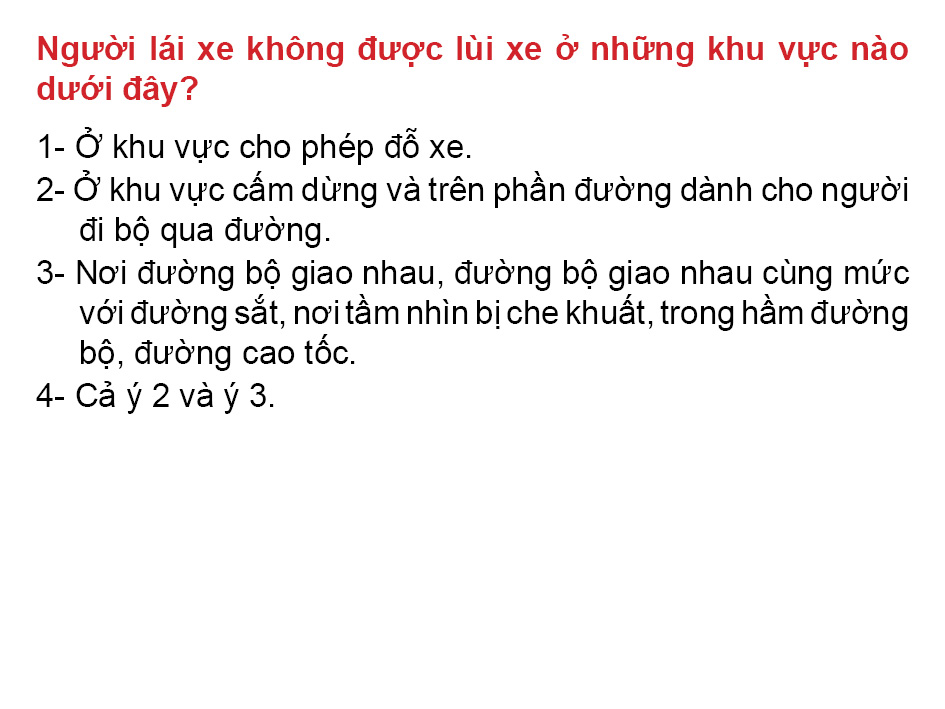 Người lái xe không được lùi xe ở những khu vực nào
dưới đây?
1- Ở khu vực cho phép đỗ xe.
2- Ở khu vực cấm dừng và trên phần đường dành cho người
đi bộ qua đường.
3- Nơi đường bộ giao nhau, đường bộ giao nhau cùng mức
với đường sắt, nơi tầm nhìn bị che khuất, trong hầm đường
bộ, đường cao tốc.
4- Cả ý 2 và ý 3.